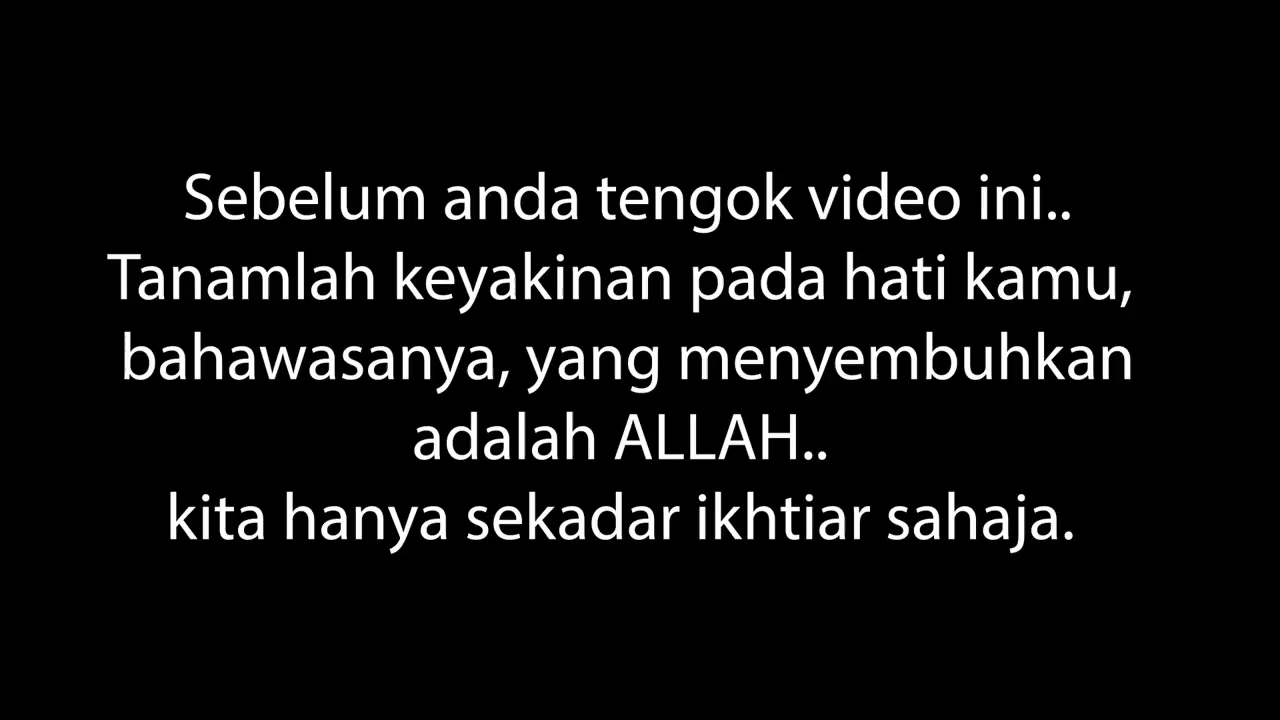 Sebelum anda tengok video ini..
Tanamlah keyakinan pada hati kamu,
bahawasanya, yang menyembuhkan
adalah ALLAH..
kita hanya sekadar ikhtiar sahaja.